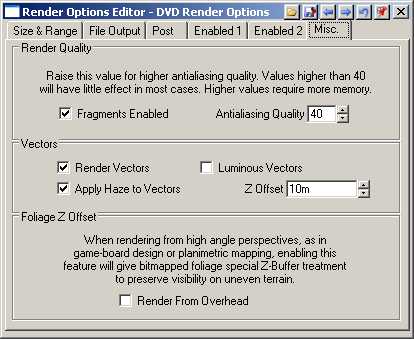 Render Options Editor - DVD Render Options
Size & Range File Output Post Enabled 1 Enabled 2 Misc.
Render Quality
Raise this value for higher antialiasing quality. Values higher than 40
will have little effect in most cases. Higher values require more memory.
Fragments Enabled Antialiasing Quality 40
Vectors
Render Vectors Luminous Vectors
Apply Haze to Vectors Z Offset 10m
Foliage Z Offset
When rendering from high angle perspectives, as in
game-board design or planimetric mapping, enabling this
feature will give bitmapped foliage special Z-Buffer treatment
to preserve visibility on uneven terrain.
Render From Overhead